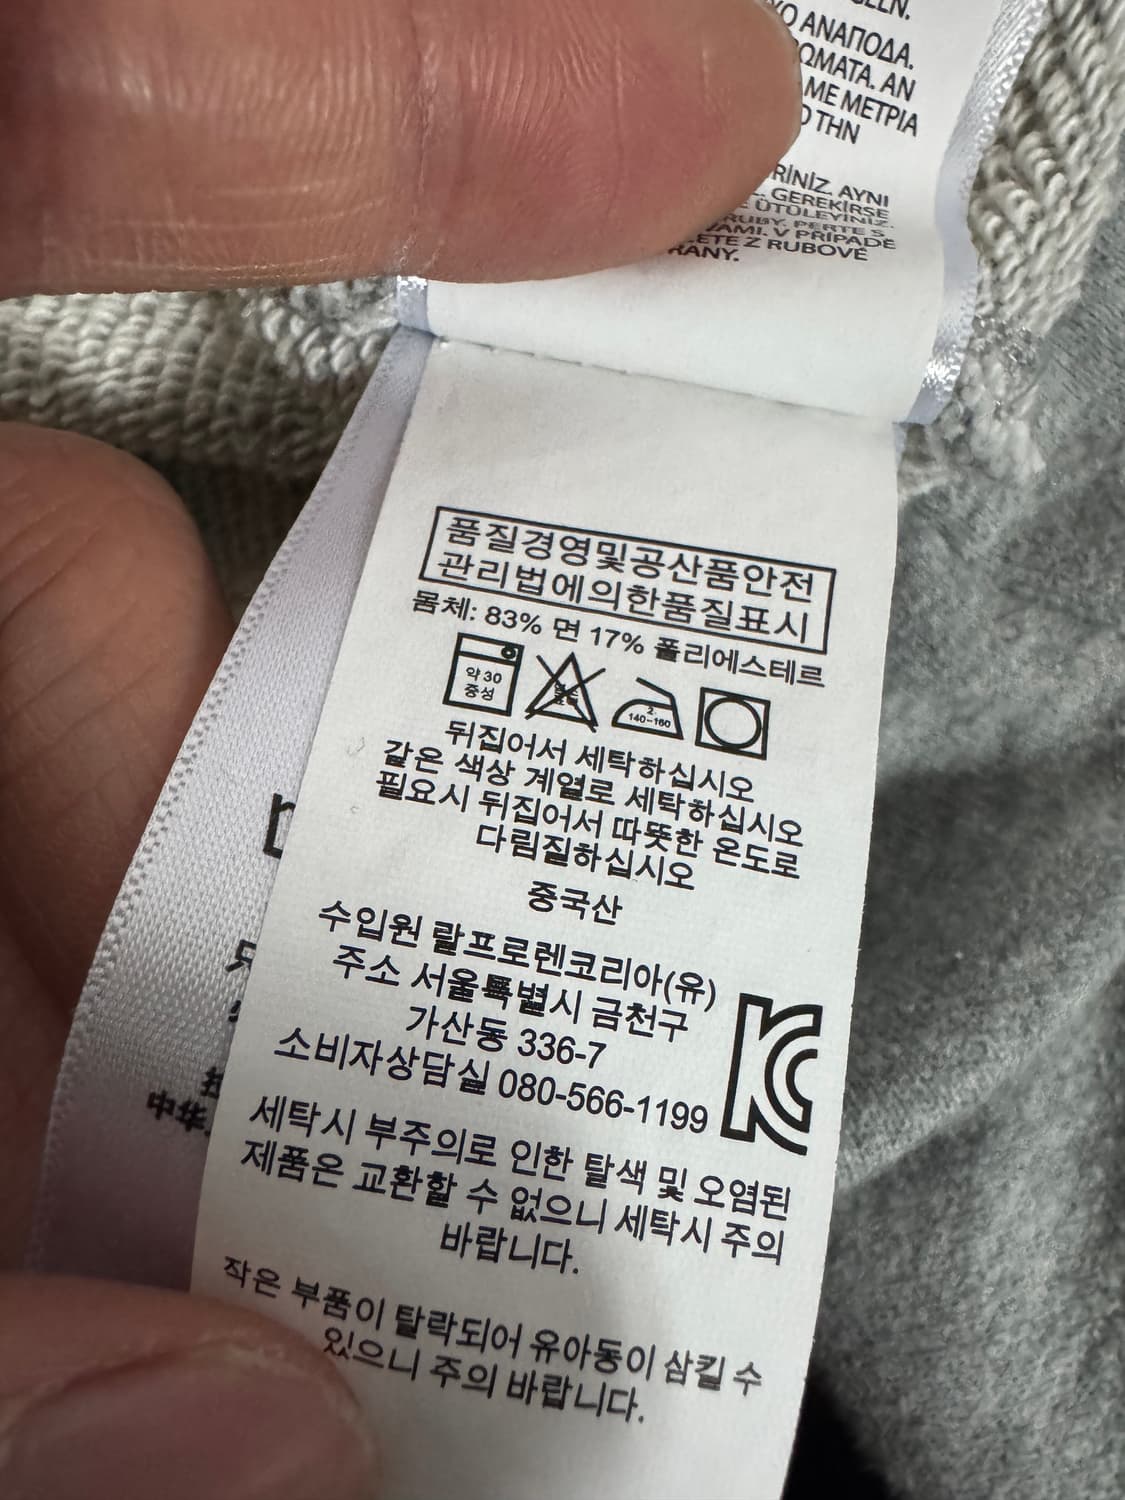 ΑΝΑΠΟΔΑ.
ΑΝ
ΜΕ ΜΕΤΡΙΑ
ΤΗΝ
AYNI
GEREKİRSE
ÜTÜLEYİNİZ.
RUBY. PERTE S
V PŘÍPADĚ
Z RUBOVÉ
품질경영및공산품안전
관리법에의한품질표시
몸체: 83% 면 17% 폴리에스테르
약 30
중성
2
140-160
뒤집어서 세탁하십시오
같은 색상 계열로 세탁하십시오
필요시 뒤집어서 따뜻한 온도로
다림질하십시오
중국산
수입원 랄프로렌코리아(유)
주소 서울특별시 금천구
가산동 336-7
소비자상담실 080-566-1199
KC
세탁시 부주의로 인한 탈색 및 오염된
제품은 교환할 수 없으니 세탁시 주의
바랍니다.
작은 부품이 탈락되어 유아동이 삼킬 수
있으니 주의 바랍니다.
中华